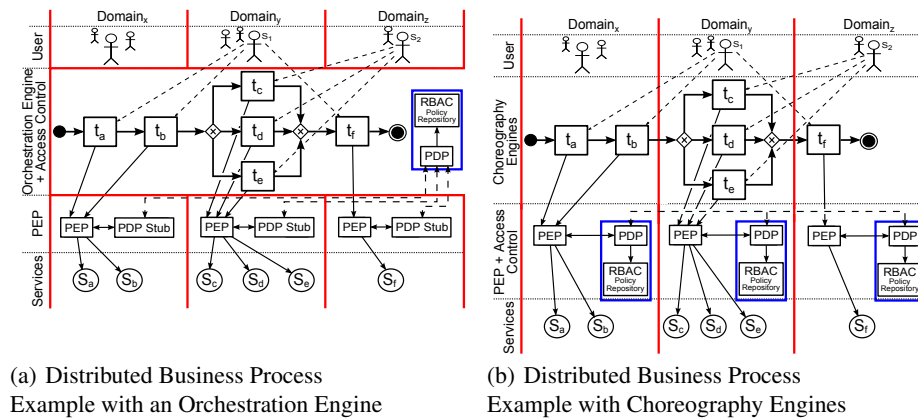 Domainx Domainy Domainz
User
S1 S2
Orchestration Engine
+ Access Control
tc
RBAC
Policy
Repository
ta tb td tf
PDP
te
PEP
PEP PDP Stub PEP PDP Stub PEP PDP Stub
Services
Sa Sb Sc Sd Se Sf
(a) Distributed Business Process
Example with an Orchestration Engine
Domainx Domainy Domainz
User
S1 S2
Choreography
Engines
tc
ta tb td tf
te
PEP + Access
Control
PEP PDP PEP PDP PEP PDP
RBAC RBAC RBAC
Policy Policy Policy
Repository Repository Repository
Services
Sa Sb Sc Sd Se Sf
(b) Distributed Business Process
Example with Choreography Engines